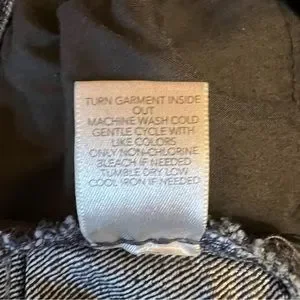 TURN GARMENT INSIDE
OUT
MACHINE WASH COLD
GENTLE CYCLE WITH
LIKE COLORS
ONLY NON-CHLORINE
BLEACH IF NEEDED
TUMBLE DRY LOW
COOL IRON IF NEEDED